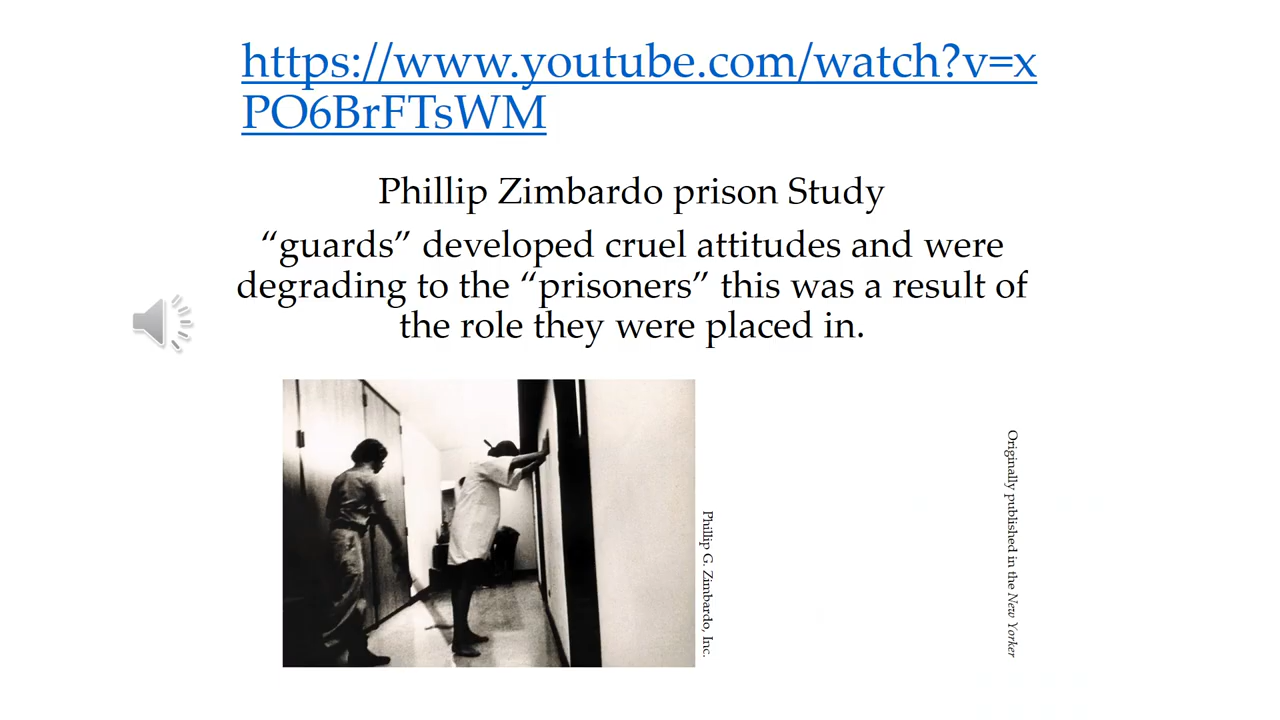 https://www.youtube.com/watch?v=x
PO6BrFTsWM
Phillip Zimbardo prison Study
“guards” developed cruel attitudes and were
degrading to the “prisoners” this was a result of
the role they were placed in.
Phillip G. Zimbardo, Inc.
Originally published in the New Yorker